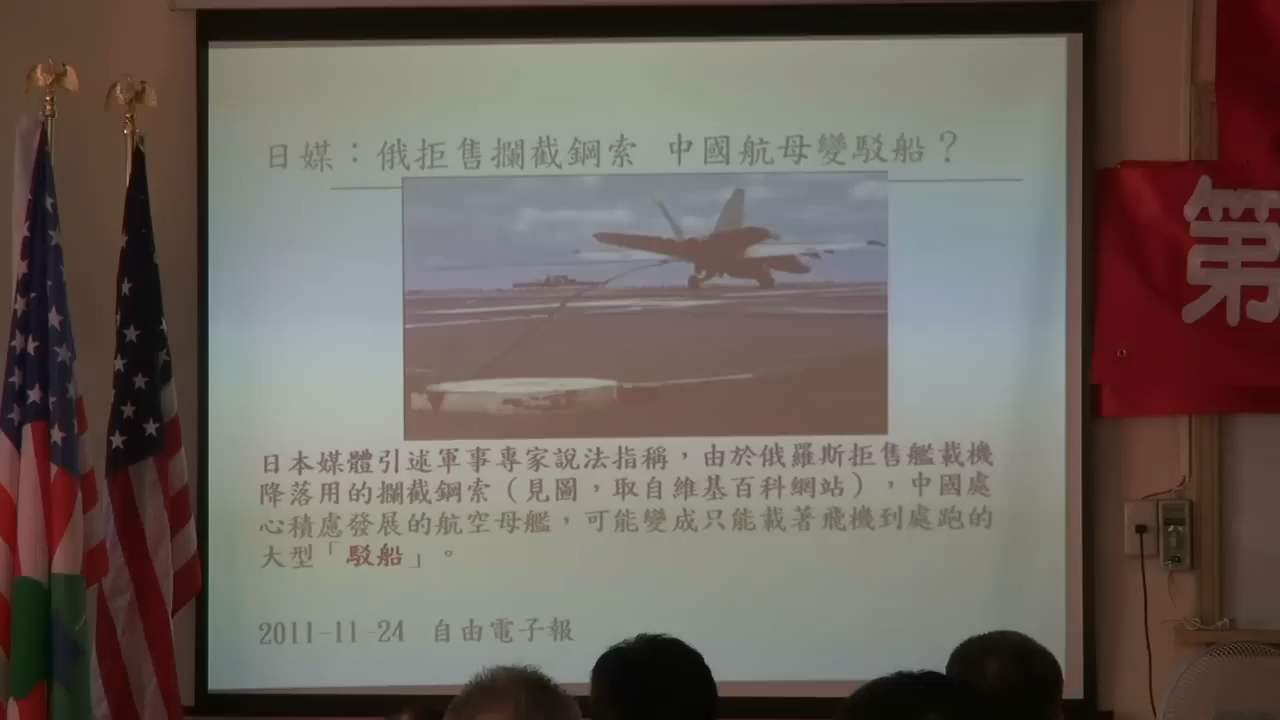 日媒：俄拒售攔截鋼索 中國航母變駁船？
日本媒體引述軍事專家說法指稱，由於俄羅斯拒售艦載機
降落用的攔截鋼索（見圖，取自維基百科網站），中國處
心積慮發展的航空母艦，可能變成只能載著飛機到處跑的
大型「駁船」。
2011-11-24 自由電子報
第